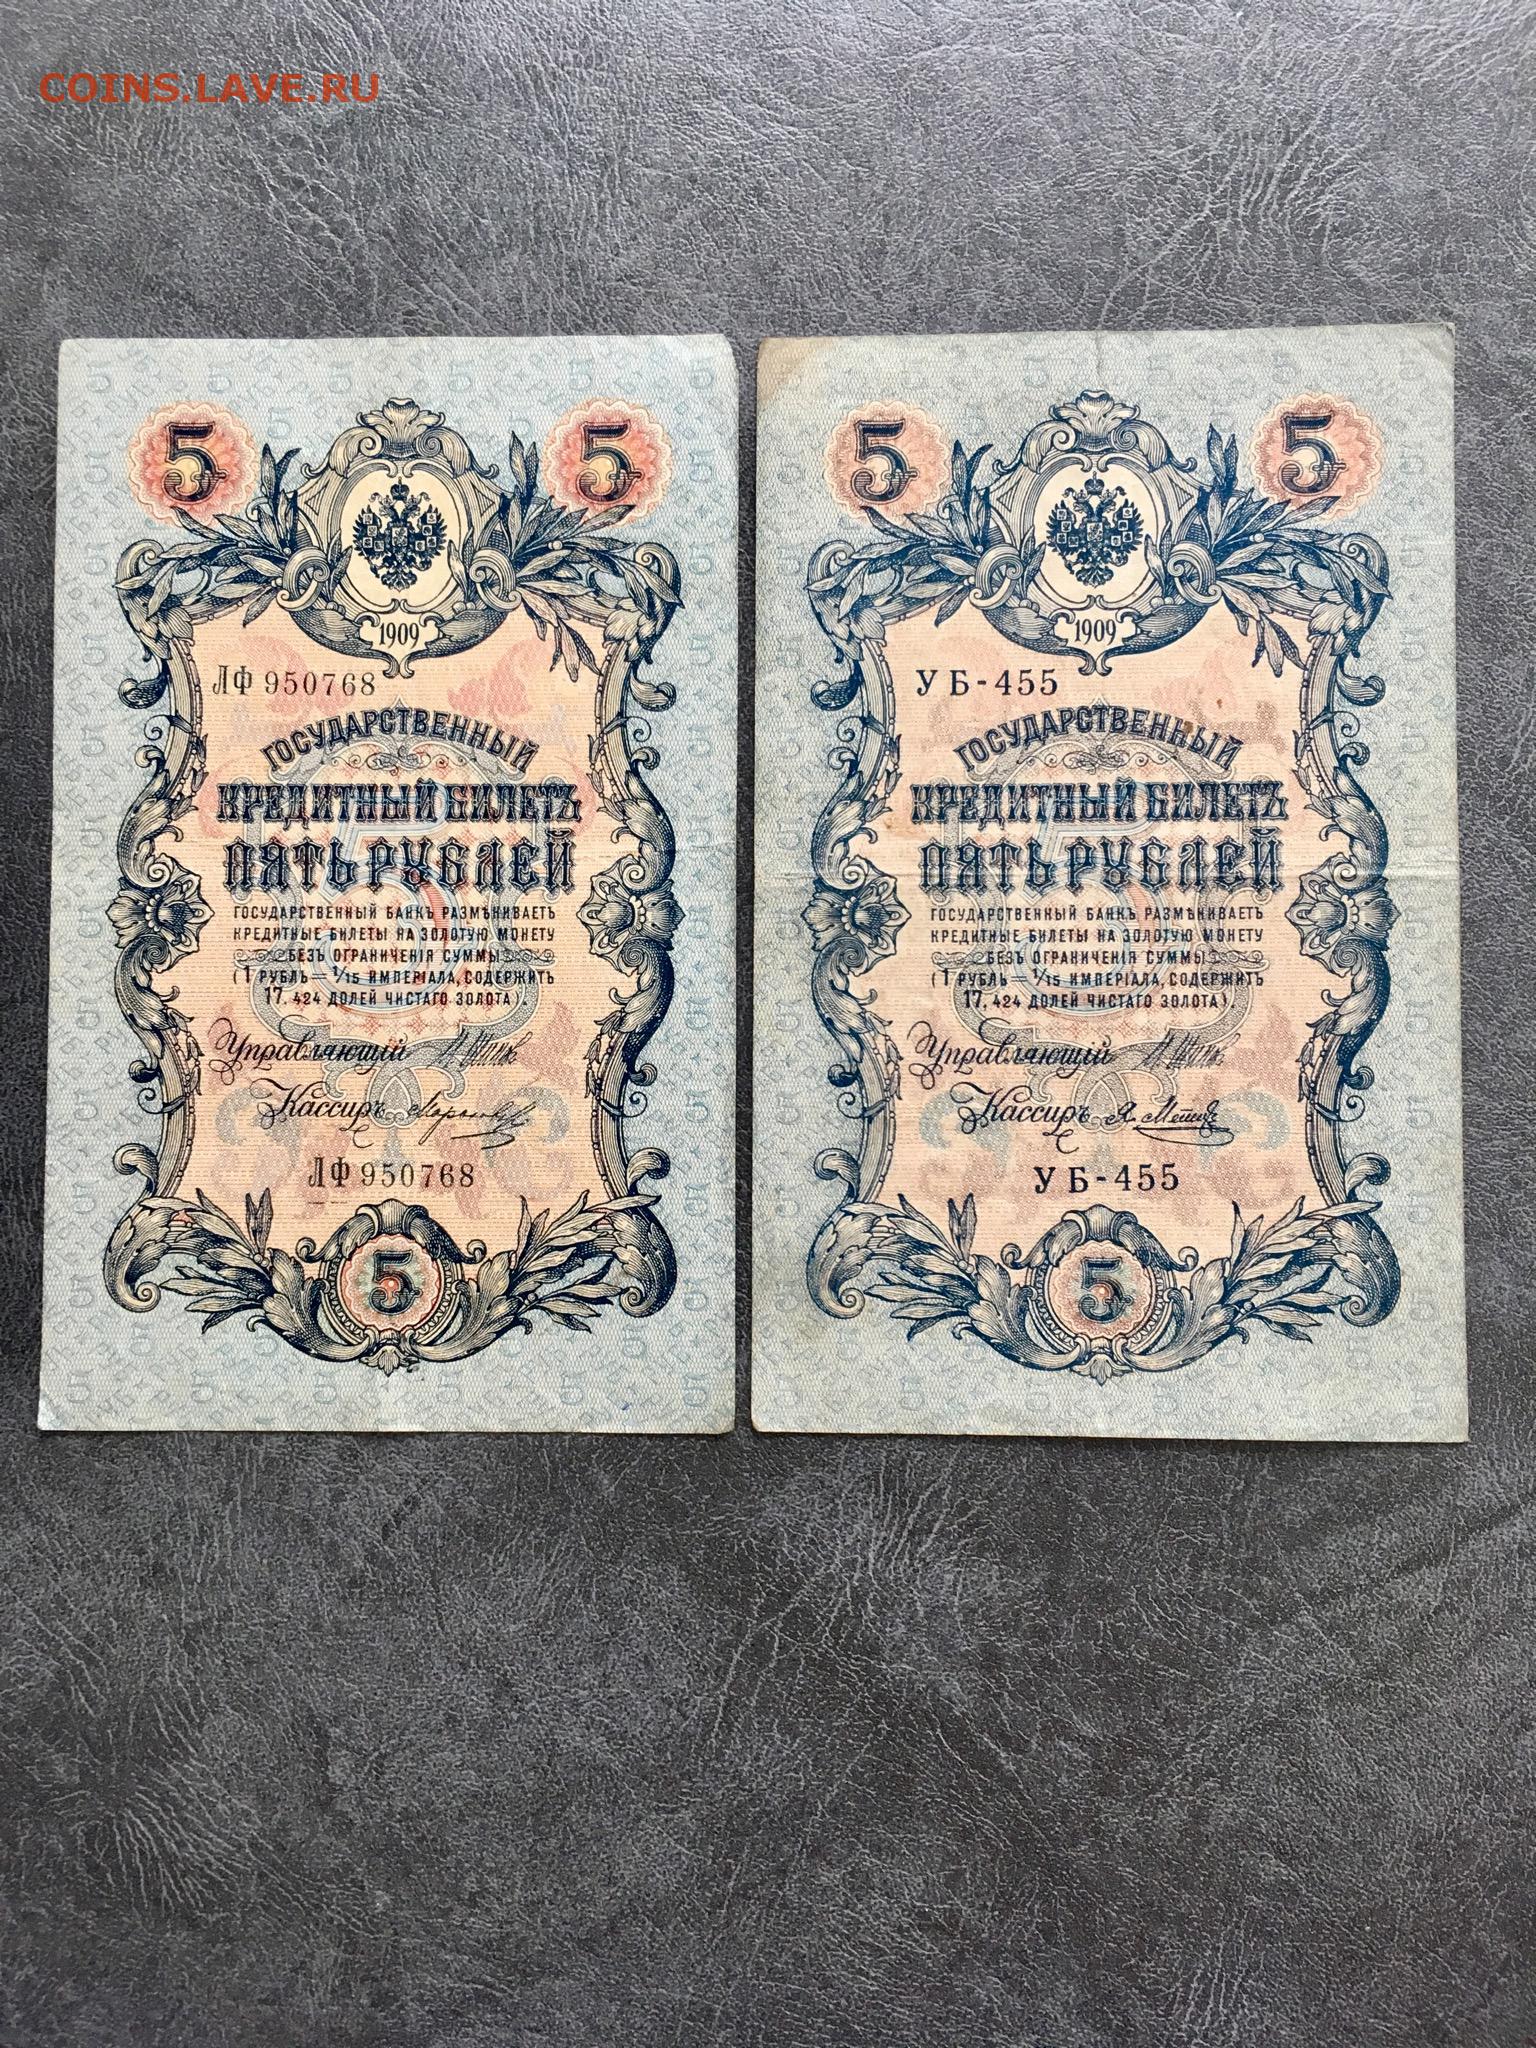 COINS.LAVE.RU
5 5
1909
ЛФ 950768
ГОСУДАРСТВЕННЫЙ
КРЕДИТНЫЙ БИЛЕТЪ
ПЯТЬ РУБЛЕЙ
ГОСУДАРСТВЕННЫЙ БАНКЪ РАЗМѢНИВАЕТЪ
КРЕДИТНЫЕ БИЛЕТЫ НА ЗОЛОТУЮ МОНЕТУ
БЕЗЪ ОГРАНИЧЕНІЯ СУММЫ
(1 РУБЛЬ = 1/15 ИМПЕРІАЛА, СОДЕРЖИТЪ
17,424 ДОЛЕЙ ЧИСТАГО ЗОЛОТА).
Управляющій
Кассиръ
ЛФ 950768
5
5 5
1909
УБ-455
ГОСУДАРСТВЕННЫЙ
КРЕДИТНЫЙ БИЛЕТЪ
ПЯТЬ РУБЛЕЙ
ГОСУДАРСТВЕННЫЙ БАНКЪ РАЗМѢНИВАЕТЪ
КРЕДИТНЫЕ БИЛЕТЫ НА ЗОЛОТУЮ МОНЕТУ
БЕЗЪ ОГРАНИЧЕНІЯ СУММЫ
(1 РУБЛЬ = 1/15 ИМПЕРІАЛА, СОДЕРЖИТЪ
17,424 ДОЛЕЙ ЧИСТАГО ЗОЛОТА).
Управляющій
Кассиръ
УБ-455
5